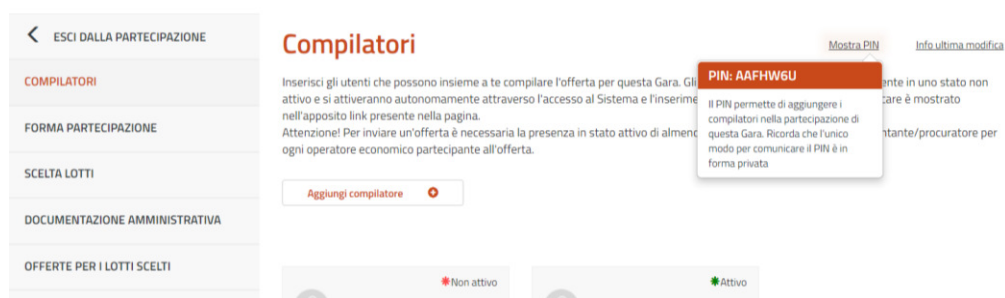 ESCI DALLA PARTECIPAZIONE
COMPILATORI
FORMA PARTECIPAZIONE
SCELTA LOTTI
DOCUMENTAZIONE AMMINISTRATIVA
OFFERTE PER I LOTTI SCELTI
Compilatori
Mostra PIN
Info ultima modifica
Inserisci gli utenti che possono insieme a te compilare l'offerta per questa Gara. Gli
ente in uno stato non
attivo e si attiveranno autonomamente attraverso l'accesso al Sistema e l'inserime
care è mostrato
nell'apposito link presente nella pagina.
Attenzione! Per inviare un'offerta è necessaria la presenza in stato attivo di almeno
ntante/procuratore per
ogni operatore economico partecipante all'offerta.
PIN: AAFHW6U
Il PIN permette di aggiungere i
compilatori nella partecipazione di
questa Gara. Ricorda che l'unico
modo per comunicare il PIN è in
forma privata
Aggiungi compilatore
Non attivo
Attivo